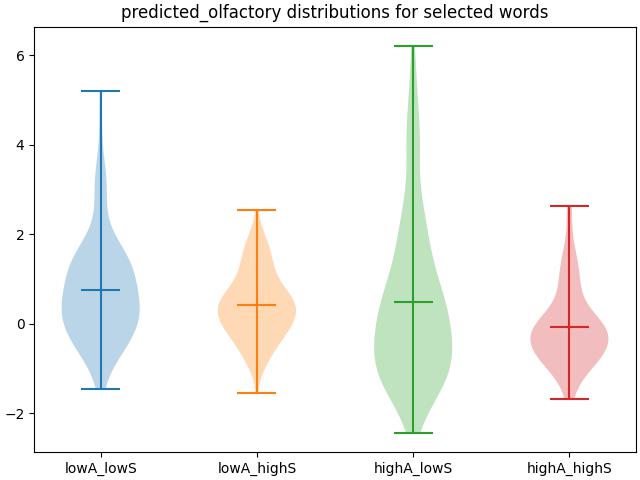 predicted_olfactory distributions for selected words
6
4
2
0
−2
lowA_lowS lowA_highS highA_lowS highA_highS